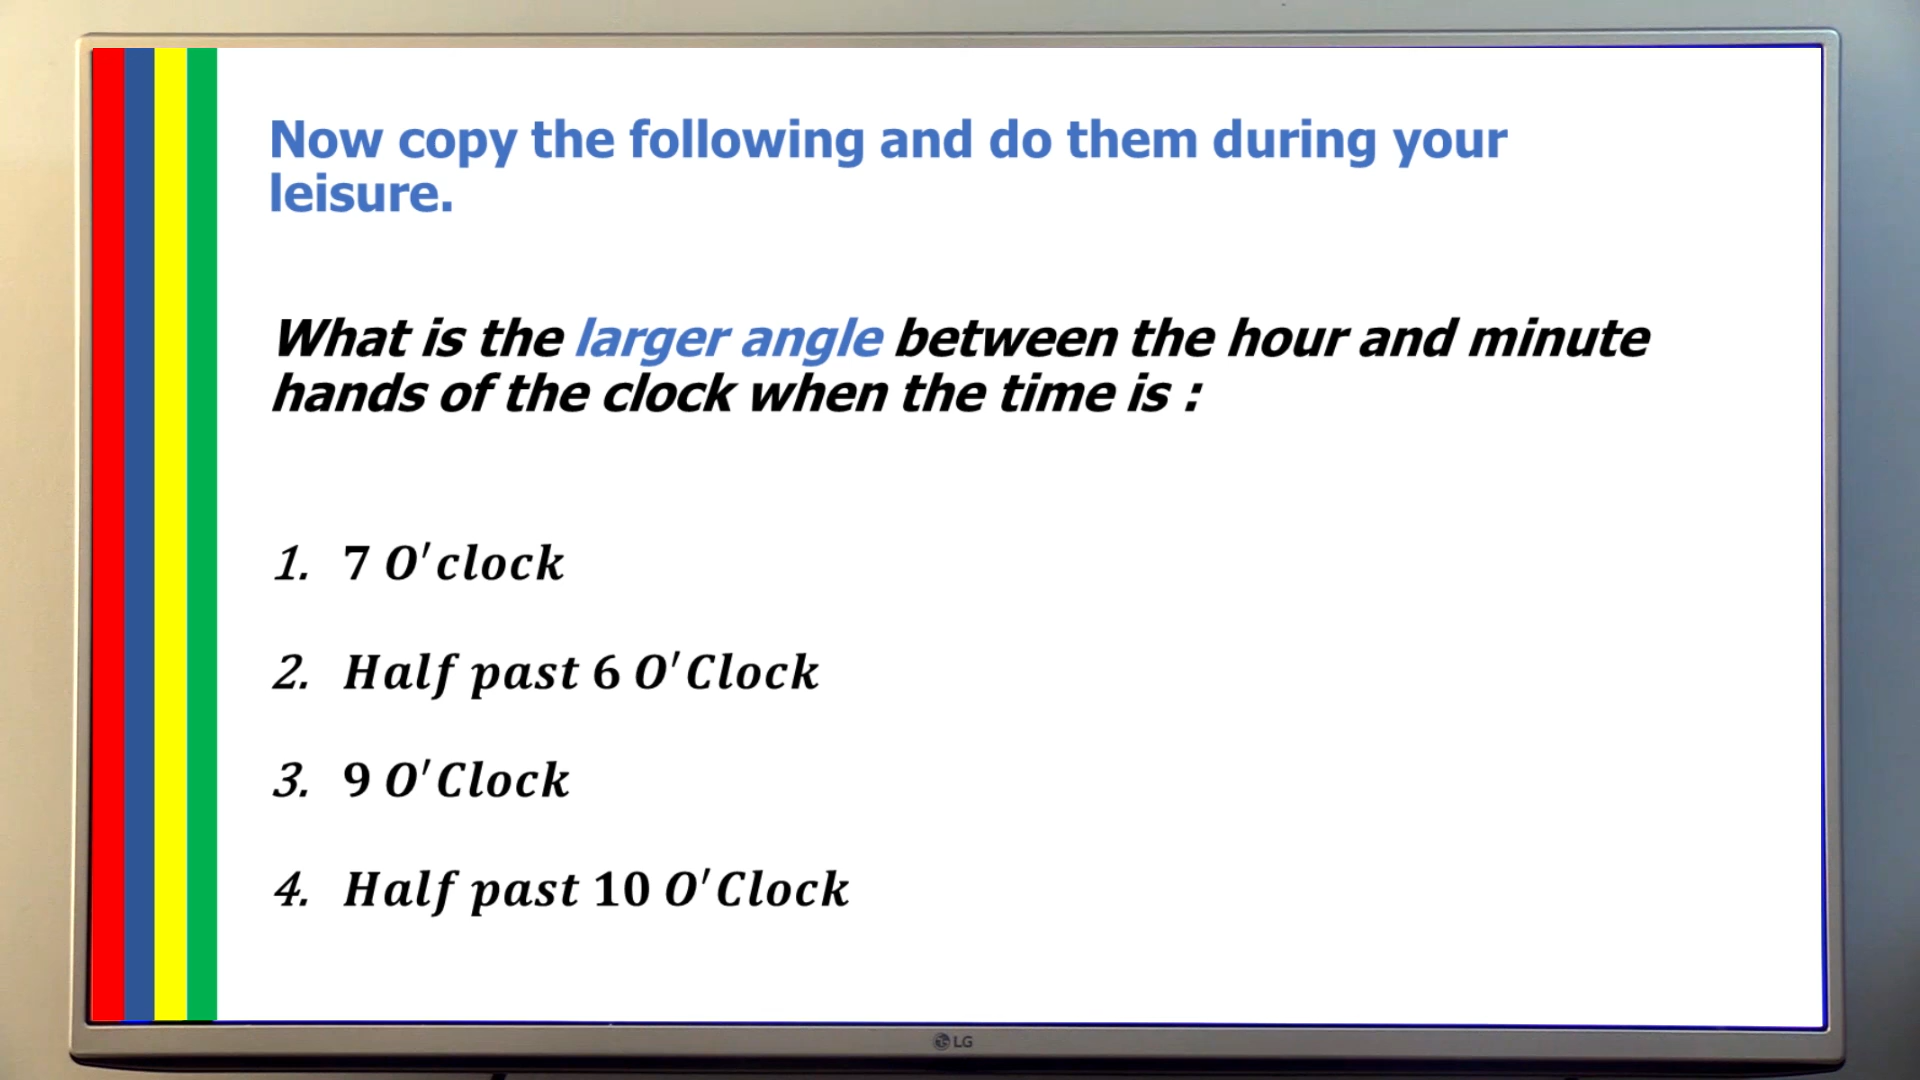 Now copy the following and do them during your
leisure.
What is the larger angle between the hour and minute
hands of the clock when the time is :
1. 7 O'clock
2. Half past 6 O'Clock
3. 9 O'Clock
4. Half past 10 O'Clock
LG